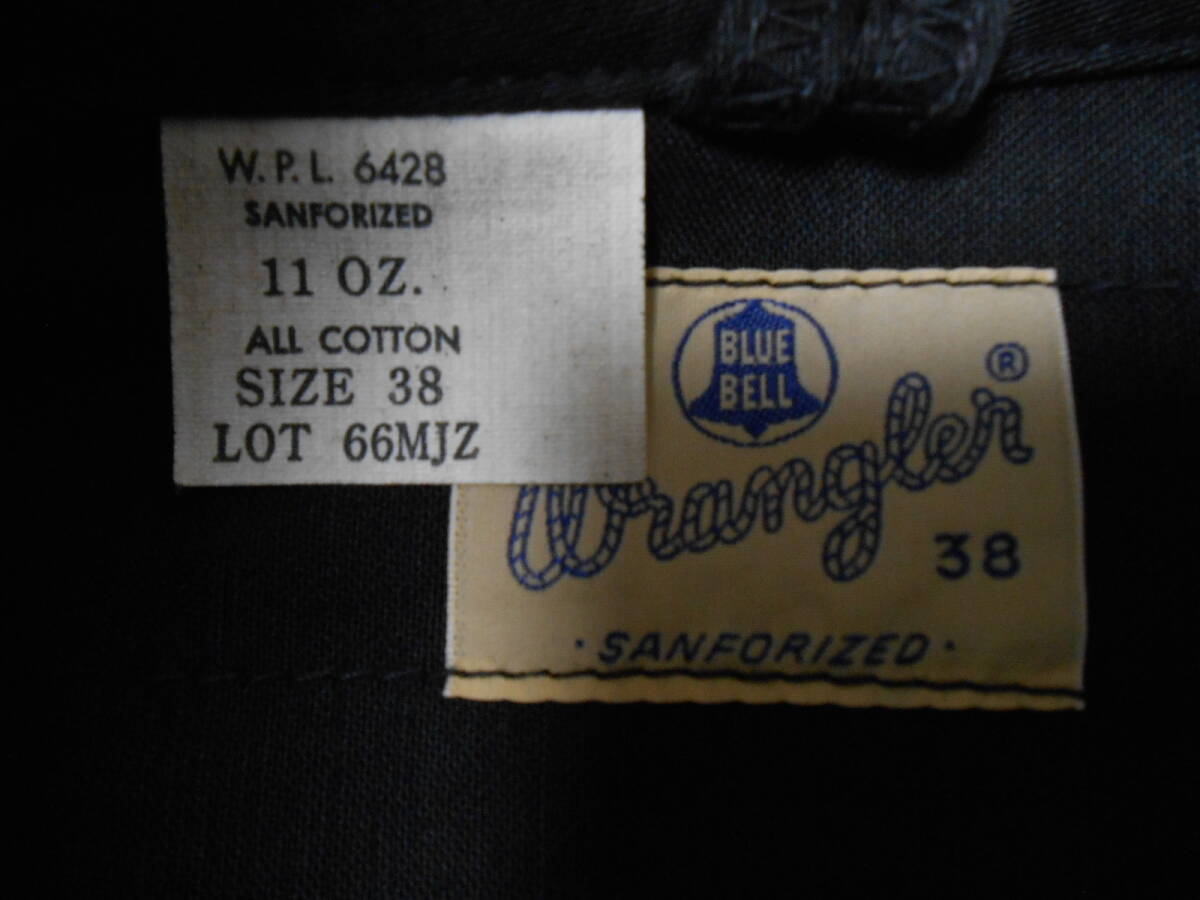 W. P. L. 6428
SANFORIZED
11 OZ.
ALL COTTON
SIZE 38
LOT 66MJZ
BLUE
BELL
Wrangler ®
38
· SANFORIZED ·